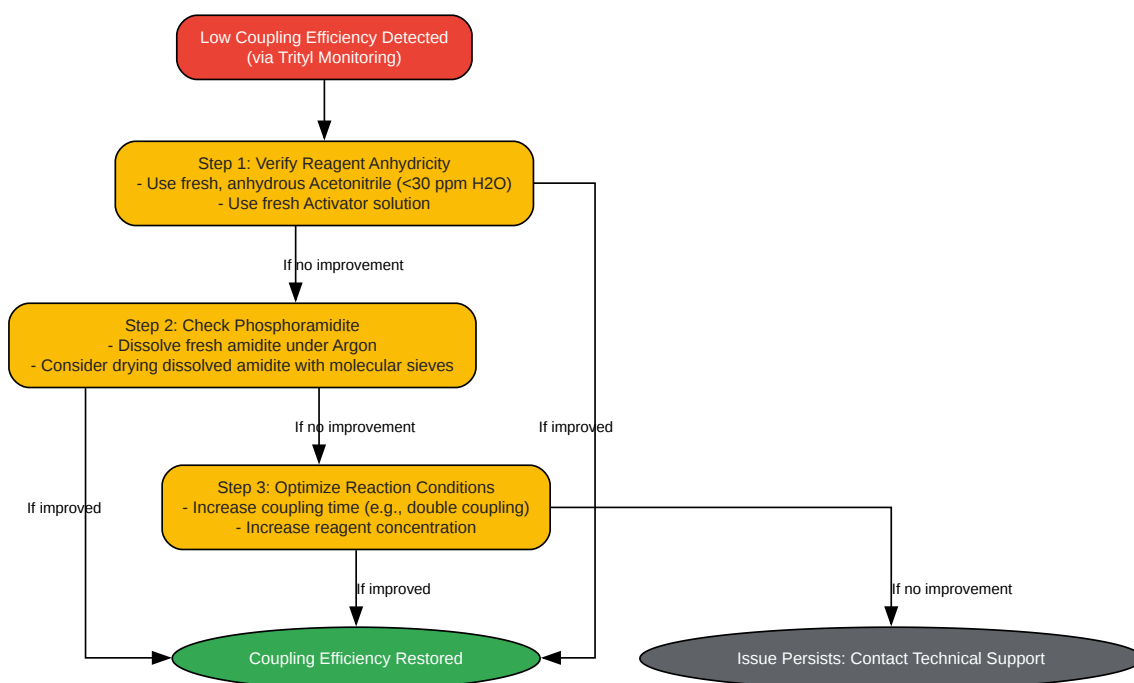 Low Coupling Efficiency Detected
(via Trityl Monitoring)
Step 1: Verify Reagent Anhydricity
- Use fresh, anhydrous Acetonitrile (<30 ppm H2O)
- Use fresh Activator solution
If no improvement
Step 2: Check Phosphoramidite
- Dissolve fresh amidite under Argon
- Consider drying dissolved amidite with molecular sieves
If no improvement
If improved
Step 3: Optimize Reaction Conditions
- Increase coupling time (e.g., double coupling)
- Increase reagent concentration
If improved
If improved
If no improvement
Coupling Efficiency Restored
Issue Persists: Contact Technical Support